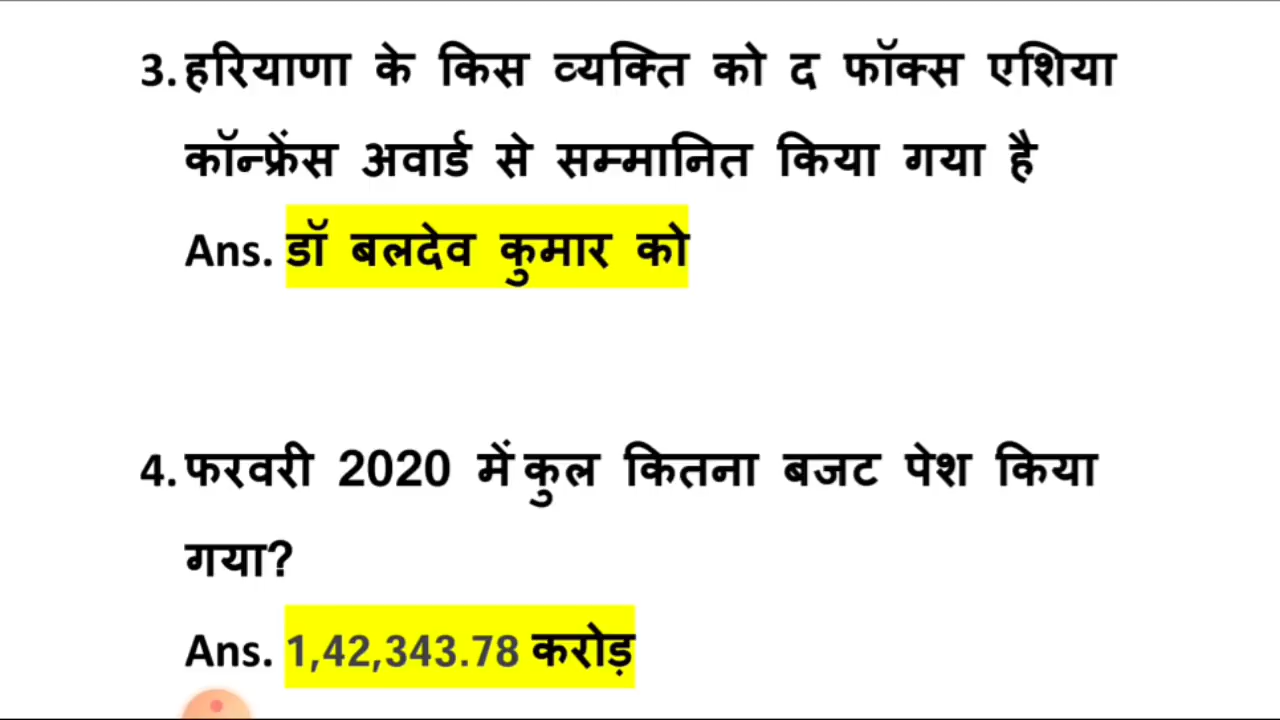 3. हरियाणा के किस व्यक्ति को द फॉक्स एशिया
कॉन्फ्रेंस अवार्ड से सम्मानित किया गया है
Ans. डॉ बलदेव कुमार को
4. फरवरी 2020 में कुल कितना बजट पेश किया
गया?
Ans. 1,42,343.78 करोड़